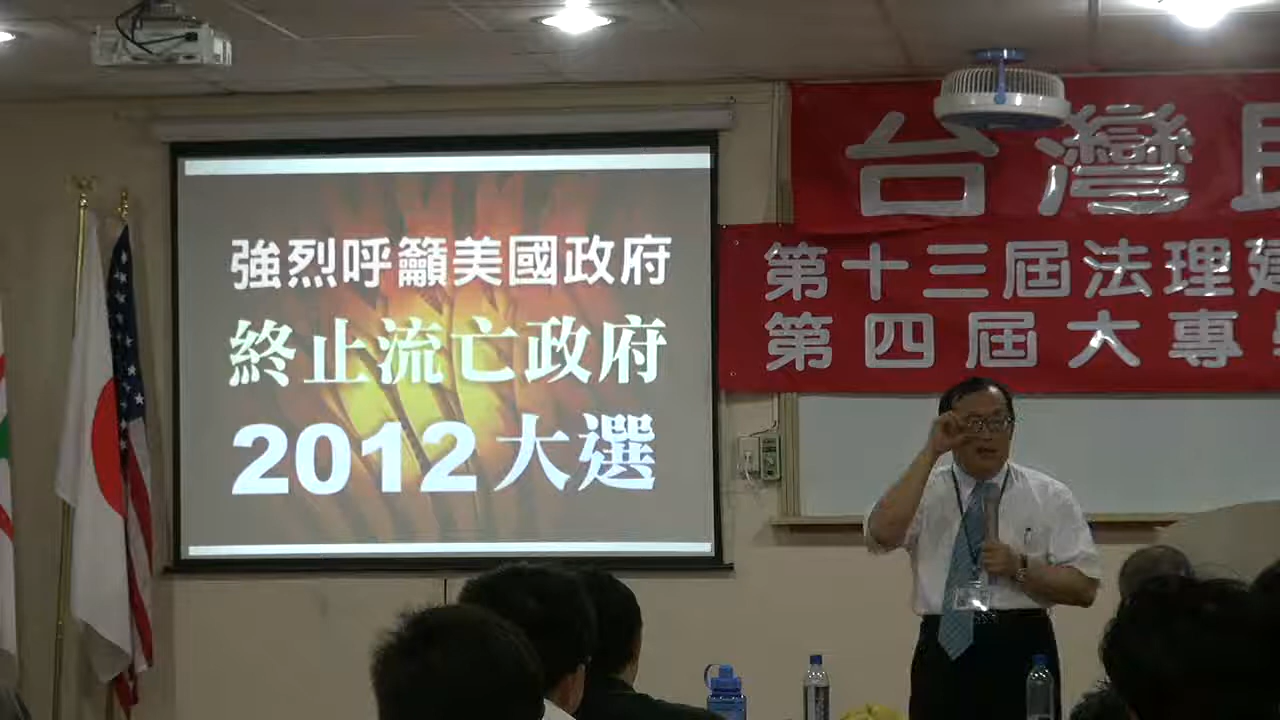 強烈呼籲美國政府
終止流亡政府
2012大選
台灣
第十三屆法理建
第四屆大專